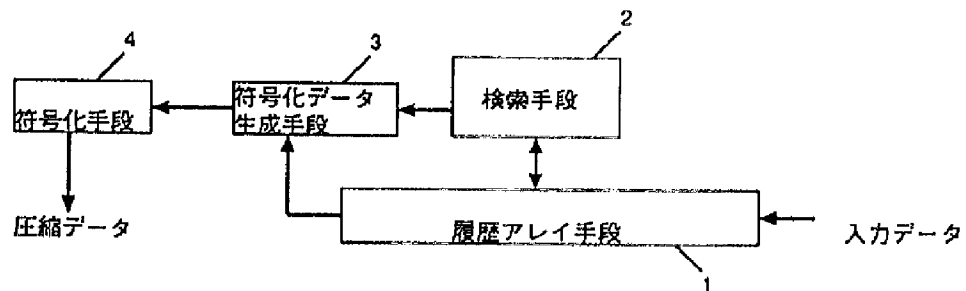 4
3
2
符号化手段
符号化データ
生成手段
検索手段
圧縮データ
履歴アレイ手段
入力データ
1